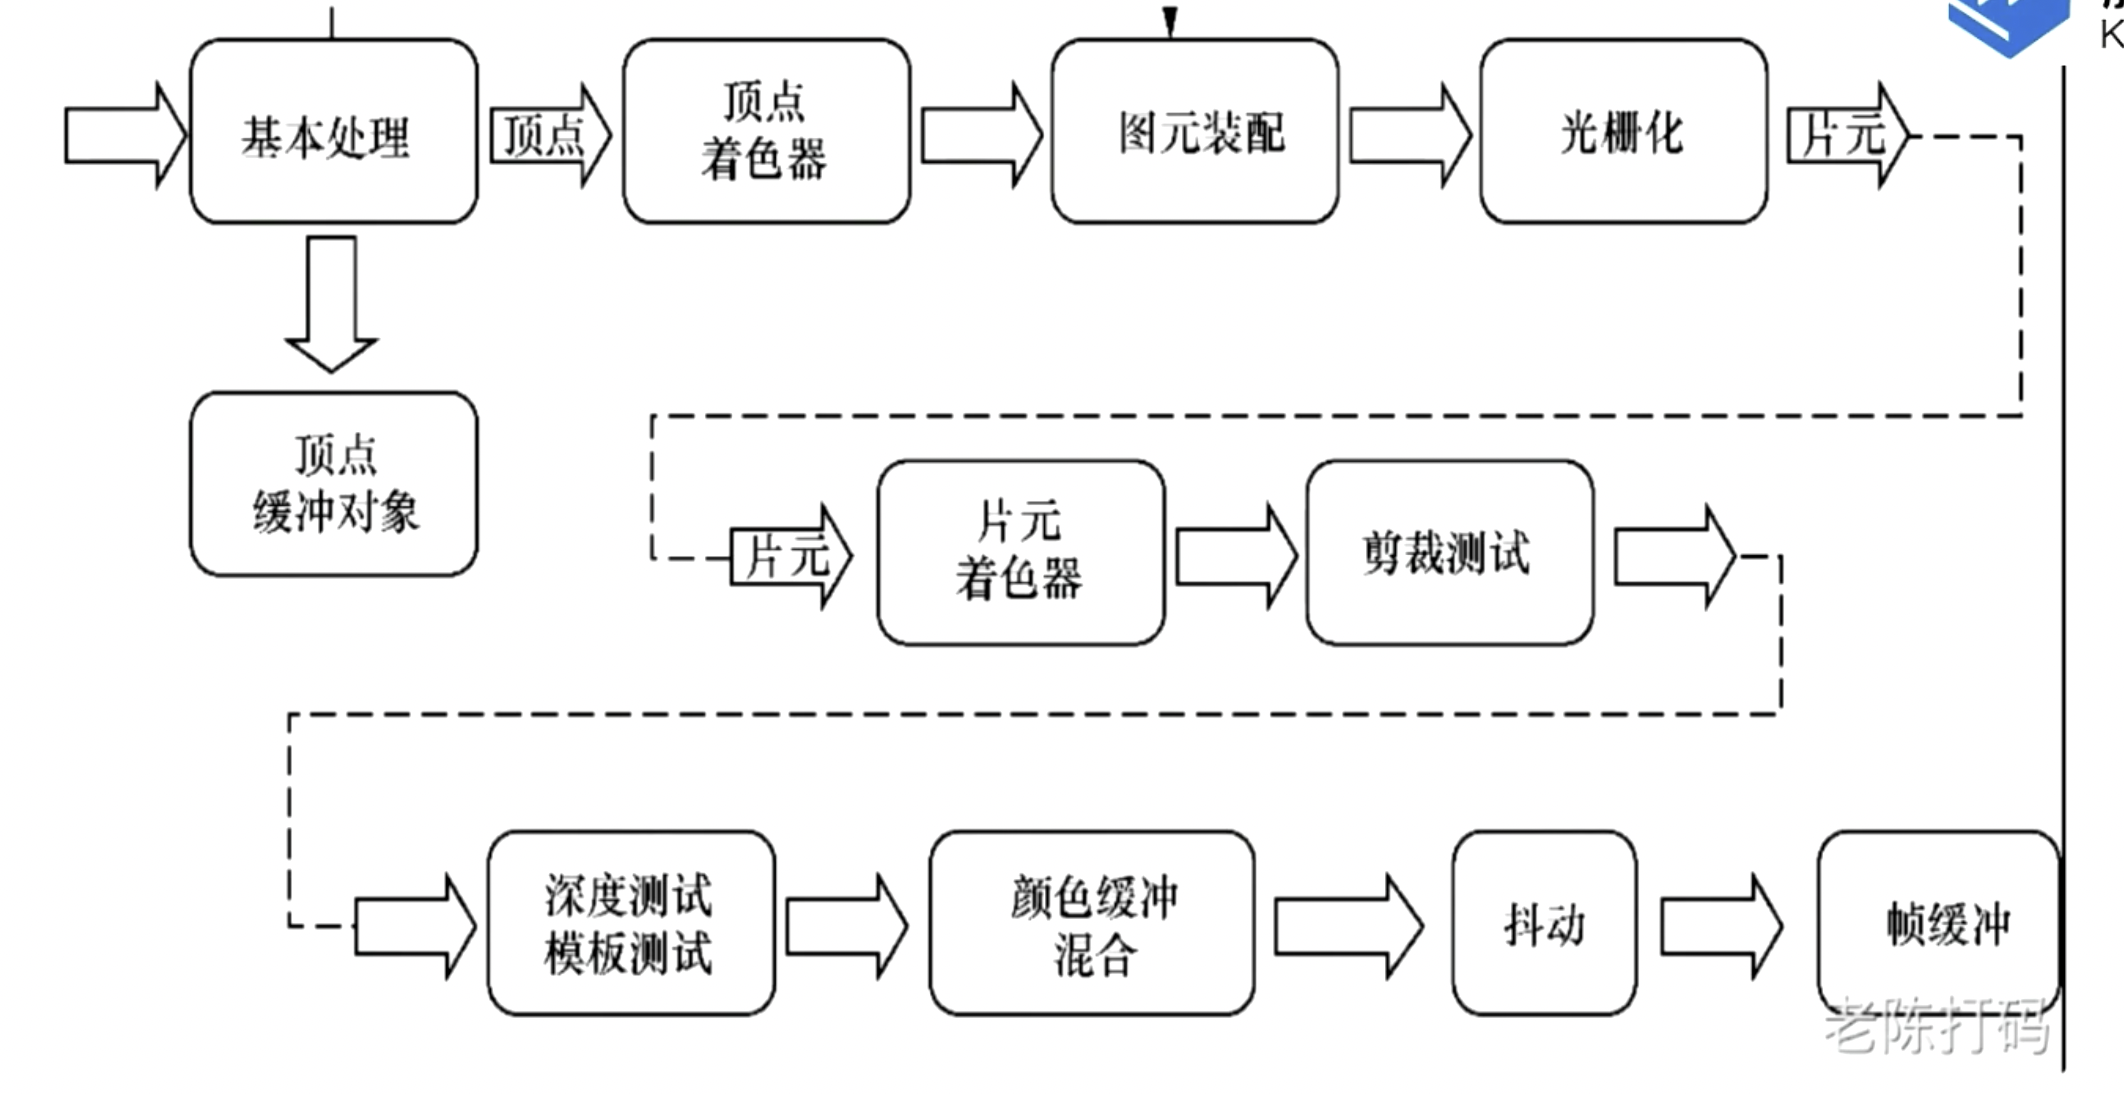 K
基本处理
顶点
顶点
着色器
图元装配
光栅化
片元
顶点
缓冲对象
片元
片元
着色器
剪裁测试
深度测试
模板测试
颜色缓冲
混合
抖动
帧缓冲
老陈打码